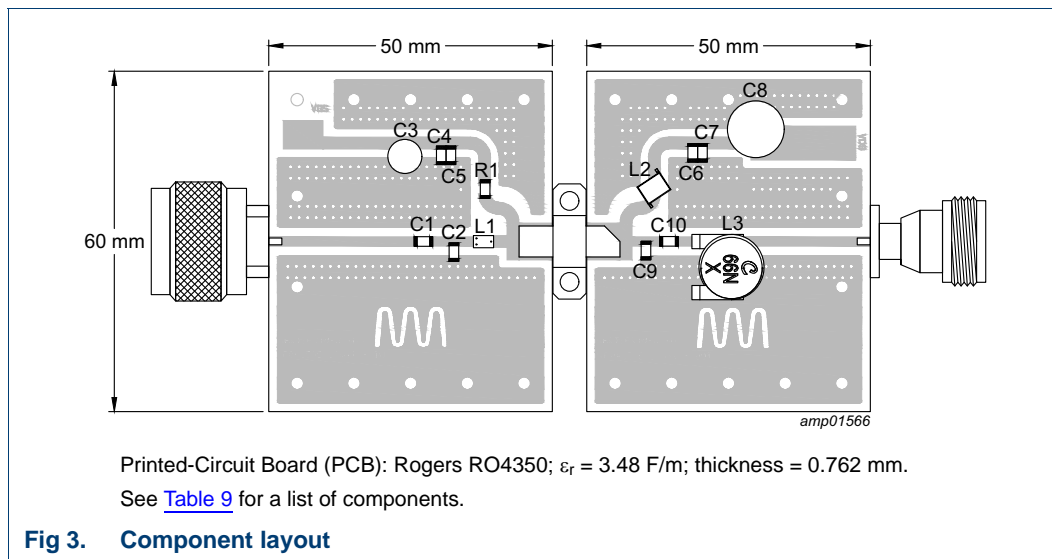 50 mm
50 mm
60 mm
C3
C4
C5
R1
C1
C2
L1
C8
C7
C6
L2
C10
L3
C9
C
N69
X
amp01566
Printed-Circuit Board (PCB): Rogers RO4350; εr = 3.48 F/m; thickness = 0.762 mm.
See Table 9 for a list of components.
Fig 3. Component layout